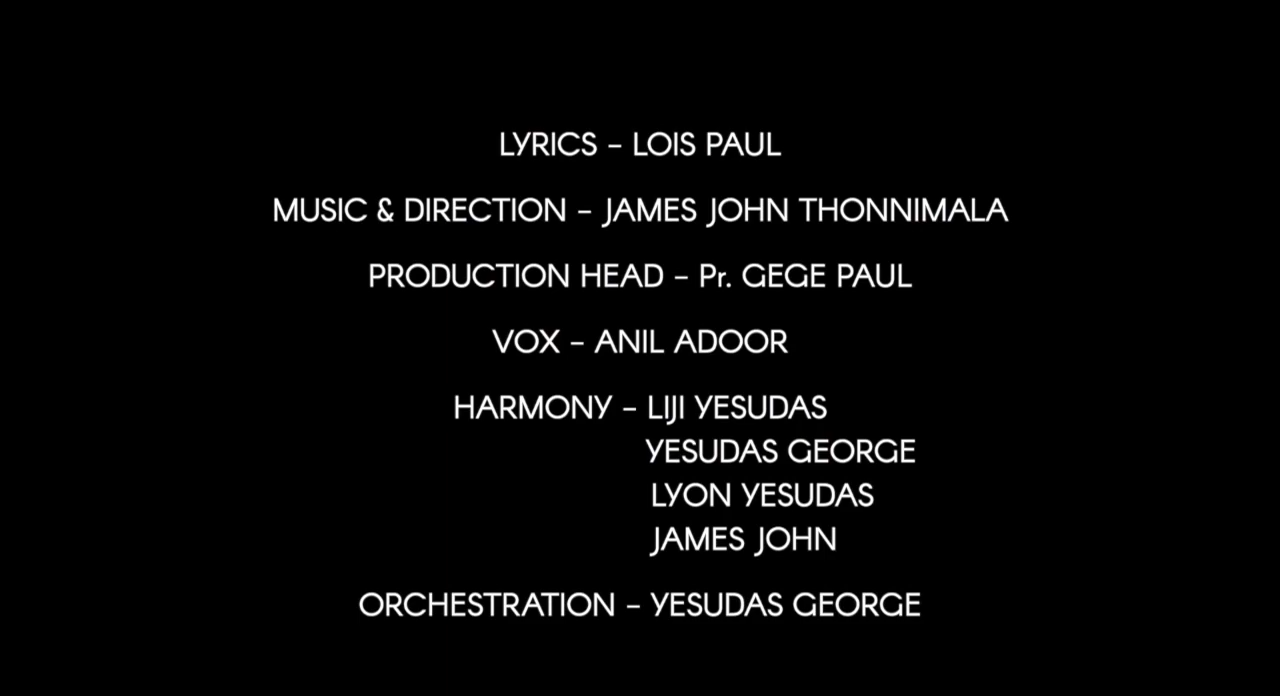 LYRICS – LOIS PAUL
MUSIC & DIRECTION – JAMES JOHN THONNIMALA
PRODUCTION HEAD – Pr. GEGE PAUL
VOX – ANIL ADOOR
HARMONY – LIJI YESUDAS
YESUDAS GEORGE
LYON YESUDAS
JAMES JOHN
ORCHESTRATION – YESUDAS GEORGE